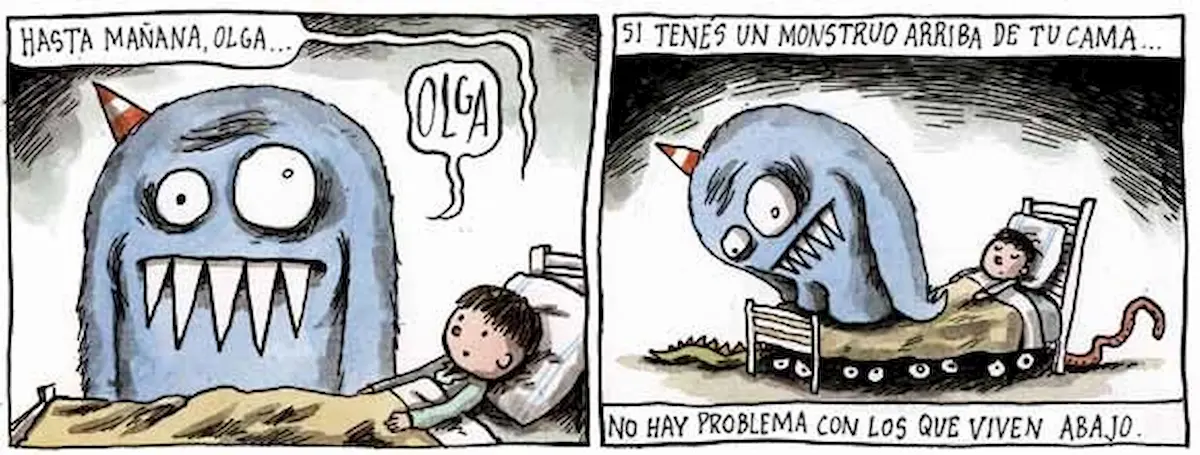 HASTA MAÑANA, OLGA...
OLGA
SI TENÉS UN MONSTRUO ARRIBA DE TU CAMA...
NO HAY PROBLEMA CON LOS QUE VIVEN ABAJO.